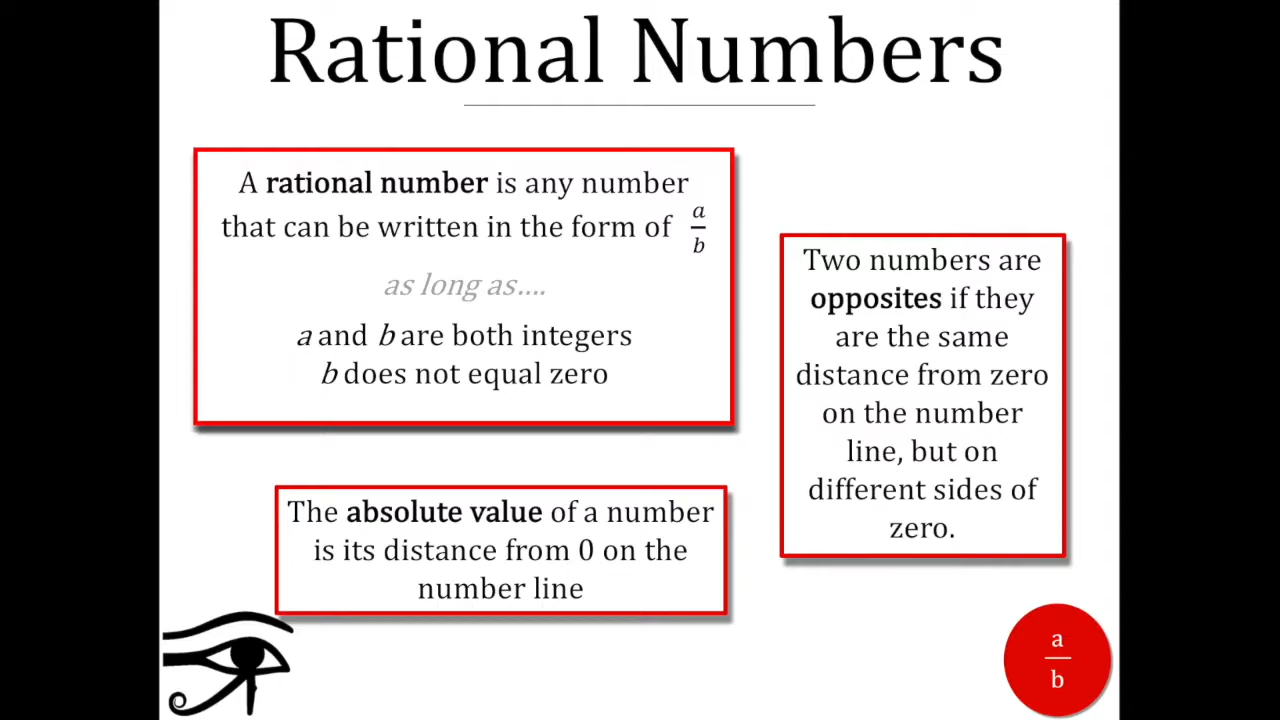 Rational Numbers
A rational number is any number
that can be written in the form of a/b
as long as....
a and b are both integers
b does not equal zero
Two numbers are
opposites if they
are the same
distance from zero
on the number
line, but on
different sides of
zero.
The absolute value of a number
is its distance from 0 on the
number line
a
b